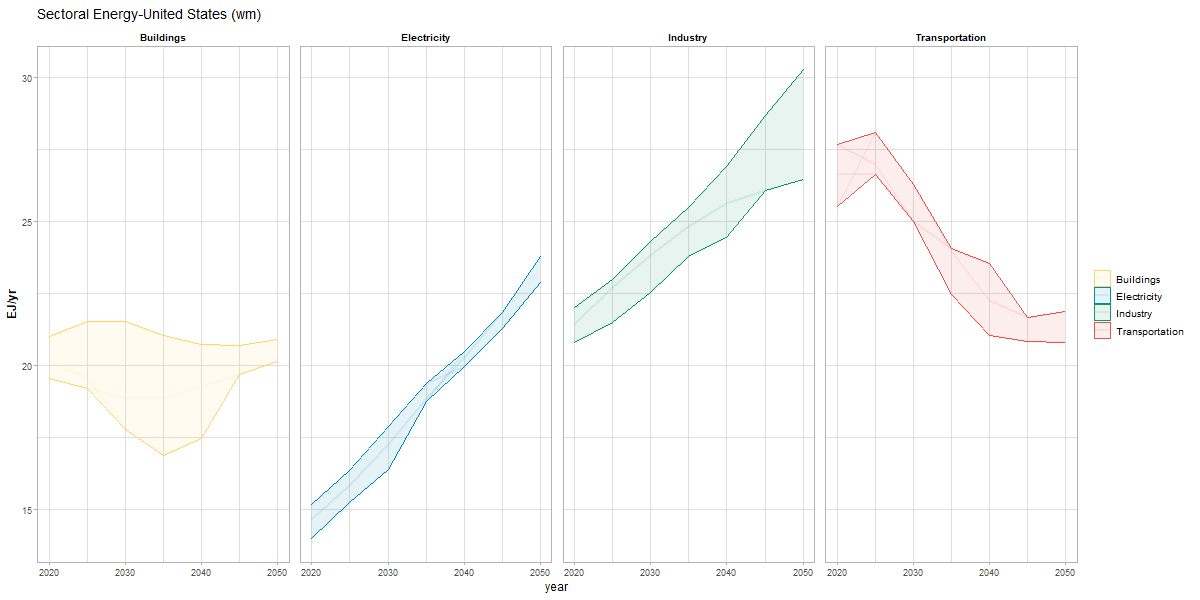 Sectoral Energy-United States (wm)
Buildings
Electricity
Industry
Transportation
EJ/yr
30
25
20
15
2020 2030 2040 2050
2020 2030 2040 2050
2020 2030 2040 2050
2020 2030 2040 2050
year
Buildings
Electricity
Industry
Transportation